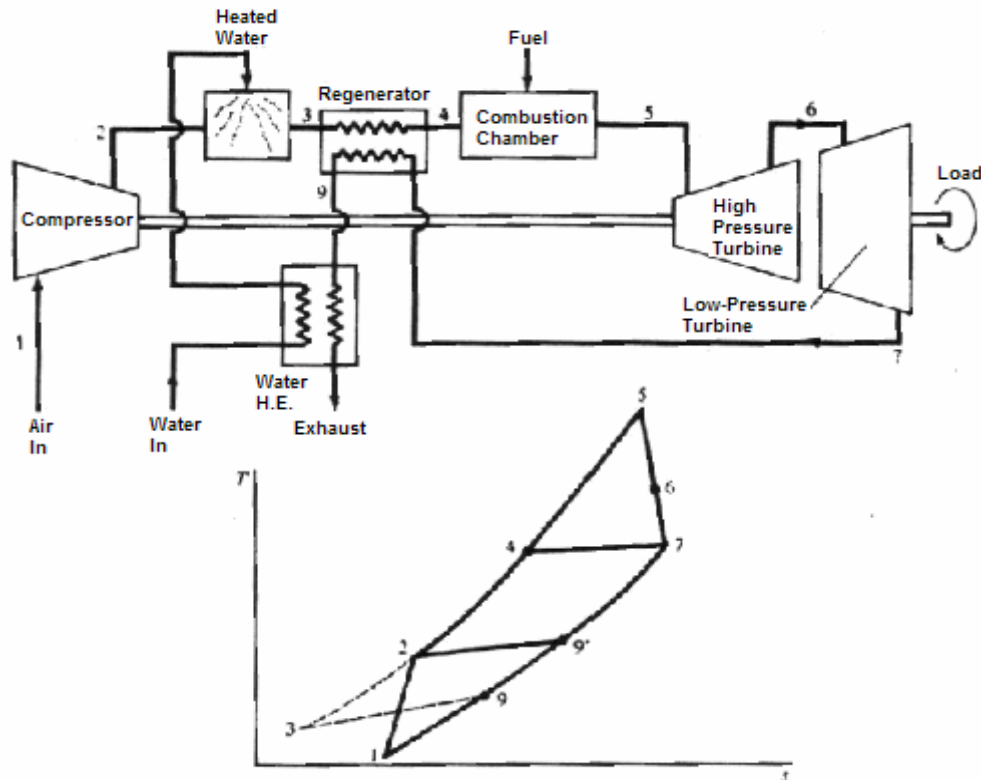 Heated
Water
Fuel
Regenerator
Combustion
Chamber
2
3
4
5
6
9
Compressor
High
Pressure
Turbine
Load
Low-Pressure
Turbine
1
7
Water
H.E.
Air
In
Water
In
Exhaust
T
5
6
4
7
2
9'
9
3
1
s